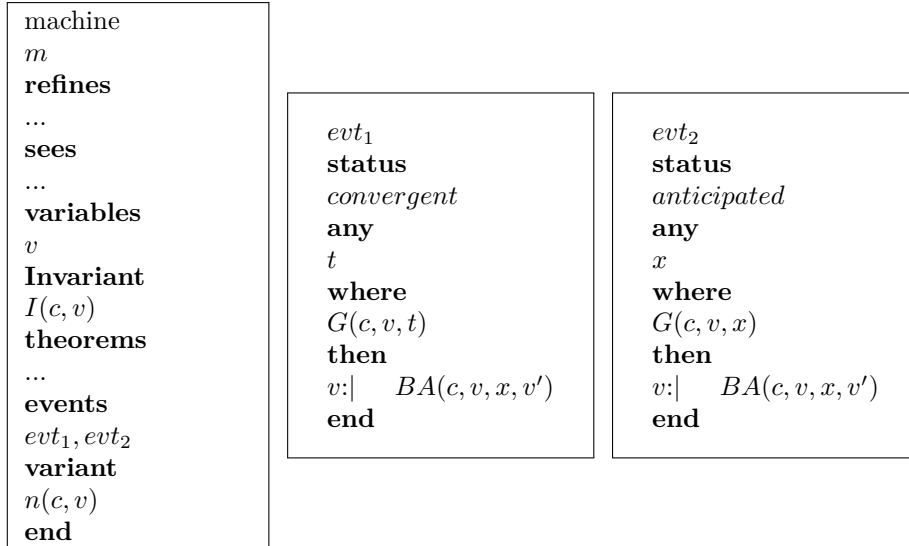 machine
m
refines
...
sees
...
variables
v
Invariant
I(c, v)
theorems
...
events
evt₁, evt₂
variant
n(c, v)
end
evt₁
status
convergent
any
t
where
G(c, v, t)
then
v:| BA(c, v, x, v′)
end
evt₂
status
anticipated
any
x
where
G(c, v, x)
then
v:| BA(c, v, x, v′)
end